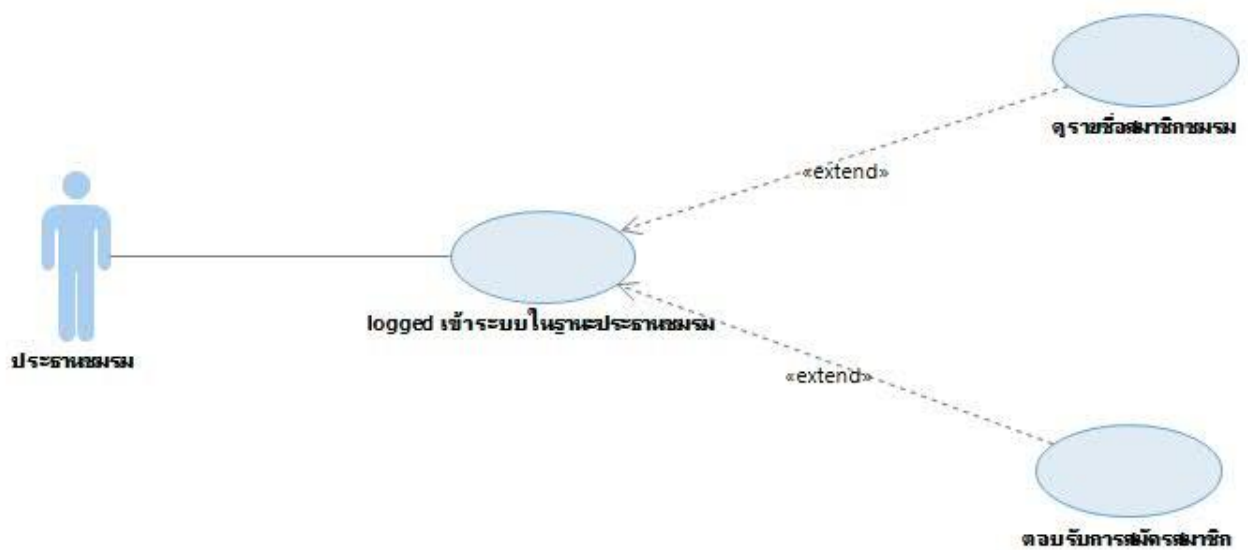 ดูรายชื่อสมาชิกชมรม
«extend»
logged เข้าระบบในฐานะประธานชมรม
ประธานชมรม
«extend»
ตอบรับการสมัครสมาชิก